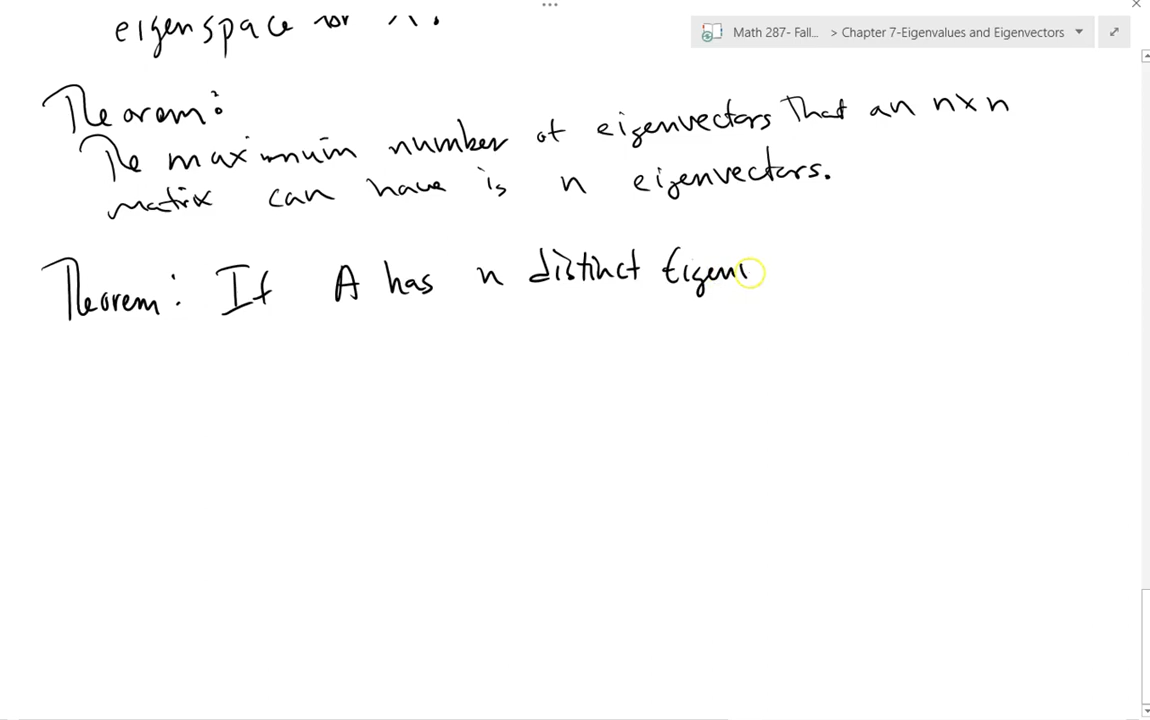 Math 287- Fall... > Chapter 7-Eigenvalues and Eigenvectors
eigenspace for
Theorem:
The maximum number of eigenvectors that an n×n
matrix can have is n eigenvectors.
Theorem: If A has n distinct Eigen